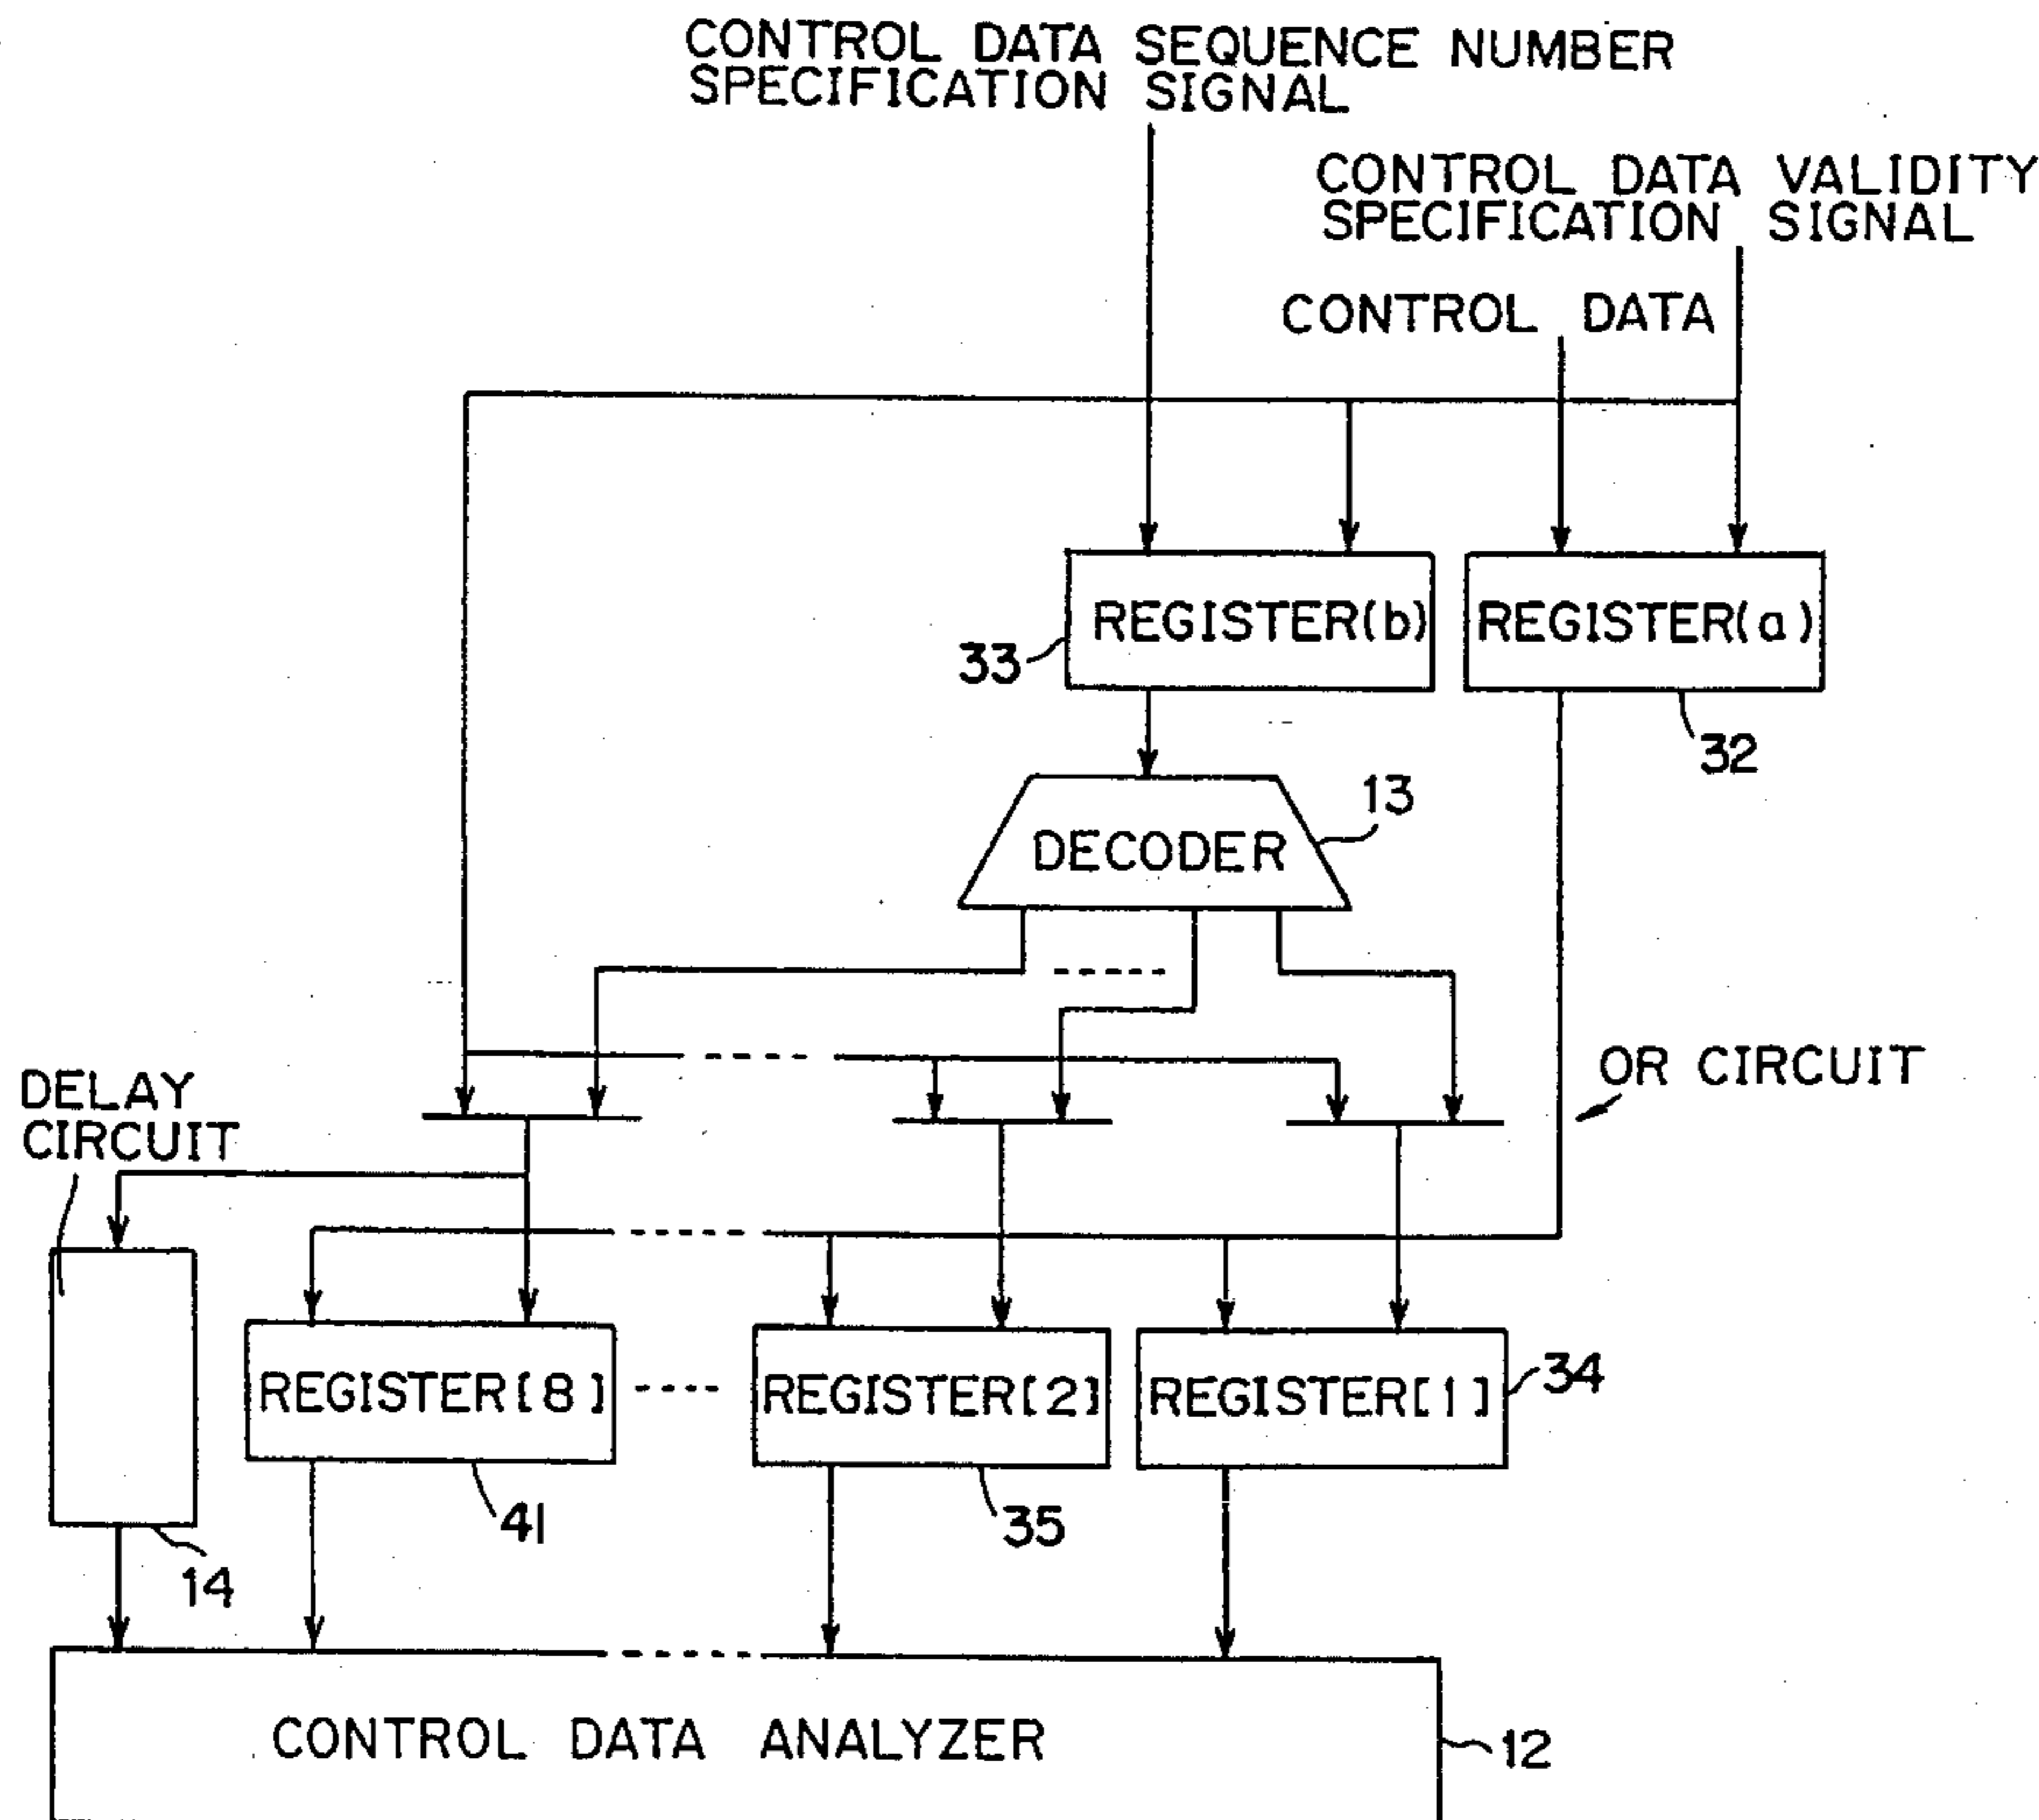 CONTROL DATA SEQUENCE NUMBER
SPECIFICATION SIGNAL
CONTROL DATA VALIDITY
SPECIFICATION SIGNAL
CONTROL DATA
REGISTER(b)
REGISTER(a)
33
32
13
DECODER
OR CIRCUIT
DELAY
CIRCUIT
REGISTER[8]
REGISTER[2]
REGISTER[1]
34
41
35
14
CONTROL DATA ANALYZER
12